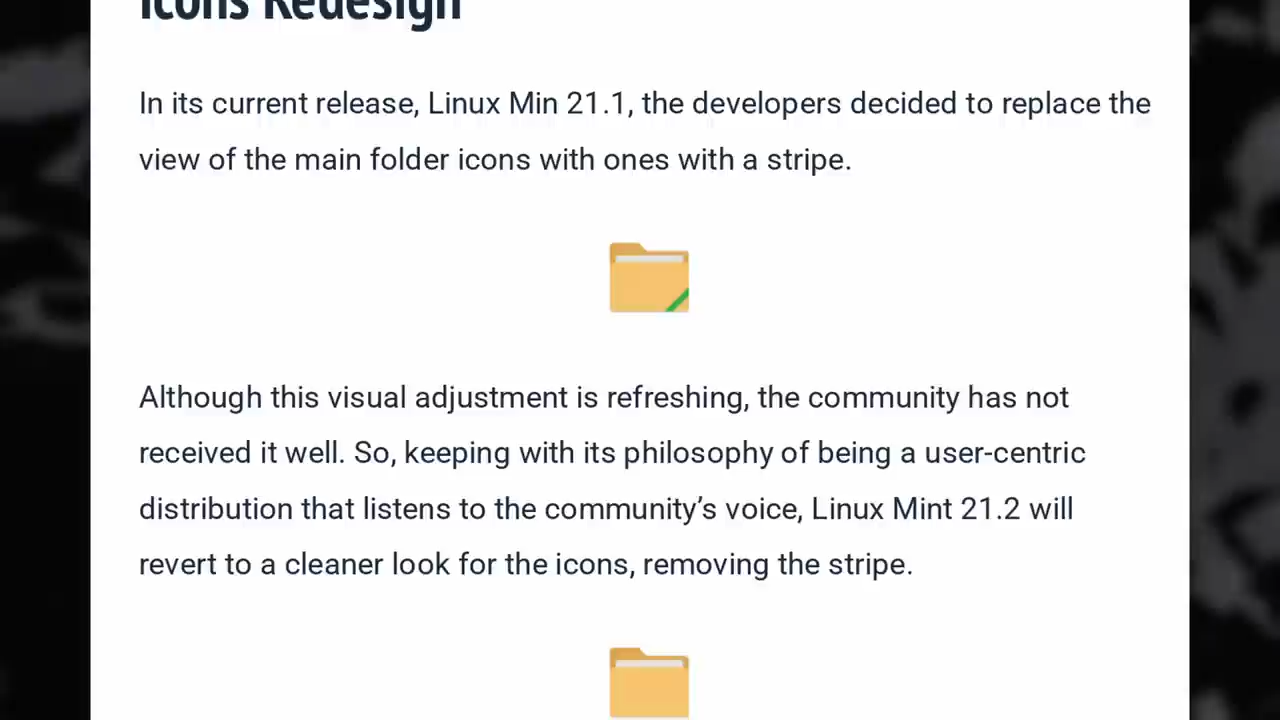 Icons Redesign
In its current release, Linux Min 21.1, the developers decided to replace the
view of the main folder icons with ones with a stripe.
Although this visual adjustment is refreshing, the community has not
received it well. So, keeping with its philosophy of being a user-centric
distribution that listens to the community’s voice, Linux Mint 21.2 will
revert to a cleaner look for the icons, removing the stripe.